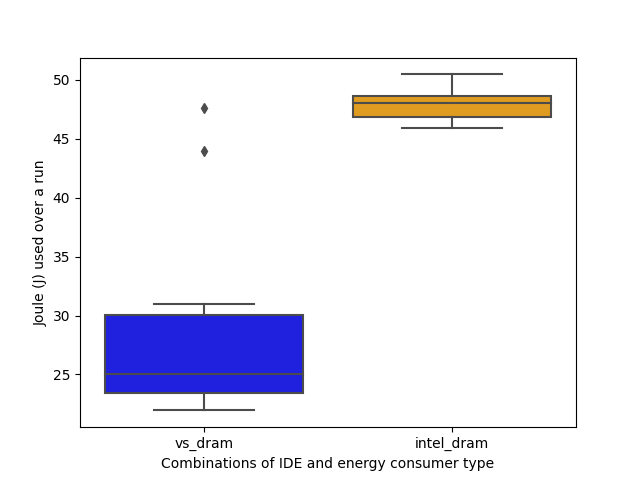 50
45
40
35
30
25
Joule (J) used over a run
vs_dram
intel_dram
Combinations of IDE and energy consumer type